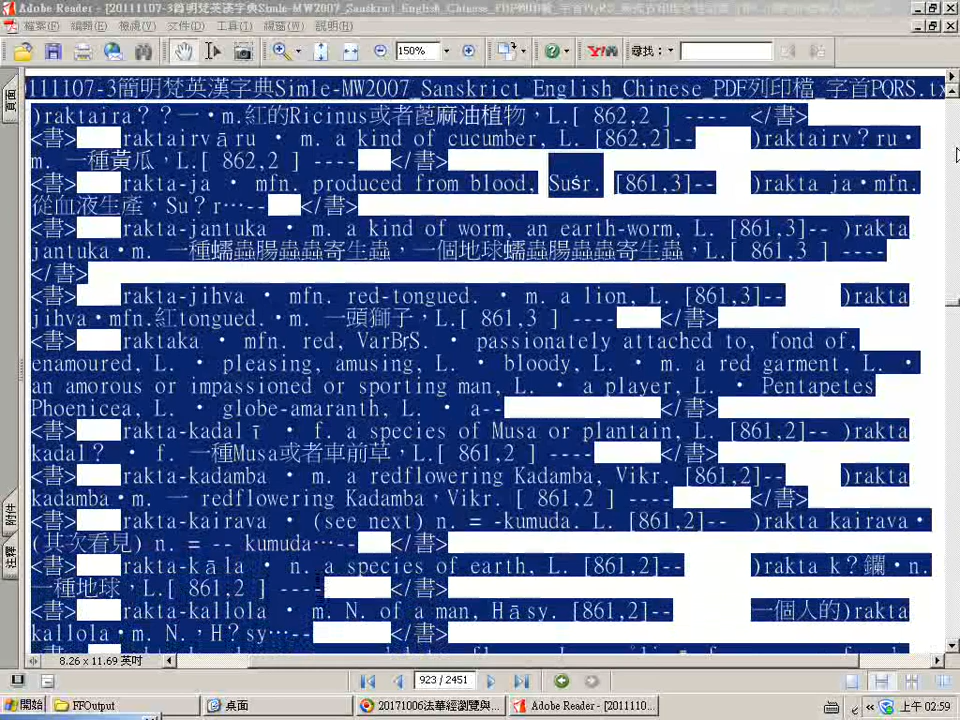 Adobe Reader - [20111107-3簡明梵英漢字典Simle-MW2007_Sanskrict_English_Chinese_PDF列印檔_字首PQRS
檔案(F) 編輯(E) 檢視(V) 文件(D) 工具(T) 視窗(W) 說明(H)
150% 尋找：
111107-3簡明梵英漢字典Simle-MW2007_Sanskrict_English_Chinese_PDF列印檔_字首PQRS.tx
)raktaira？？一‧m.紅的Ricinus或者蓖麻油植物，L.[ 862,2 ] ---- </書>
<書> raktairvāru ‧ m. a kind of cucumber, L. [862,2]-- )raktairv？ru‧
m. 一種黃瓜，L.[ 862,2 ] ---- </書>
<書> rakta-ja ‧ mfn. produced from blood, Suśr. [861,3]-- )rakta ja‧mfn.
從血液生產，Su？r…-- </書>
<書> rakta-jantuka ‧ m. a kind of worm, an earth-worm, L. [861,3]-- )rakta
jantuka‧m. 一種蠕蟲腸蟲蟲寄生蟲，一個地球蠕蟲腸蟲蟲寄生蟲，L.[ 861,3 ] ----
</書>
<書> rakta-jihva ‧ mfn. red-tongued. ‧ m. a lion, L. [861,3]-- )rakta
jihva‧mfn.紅tongued.‧m. 一頭獅子，L.[ 861,3 ] ---- </書>
<書> raktaka ‧ mfn. red, VarBrS. ‧ passionately attached to, fond of,
enamoured, L. ‧ pleasing, amusing, L. ‧ bloody, L. ‧ m. a red garment, L. ‧
an amorous or impassioned or sporting man, L. ‧ a player, L. ‧ Pentapetes
Phoenicea, L. ‧ globe-amaranth, L. ‧ a-- </書>
<書> rakta-kadalī ‧ f. a species of Musa or plantain, L. [861,2]-- )rakta
kadal？ ‧ f. 一種Musa或者車前草，L.[ 861,2 ] ---- </書>
<書> rakta-kadamba ‧ m. a redflowering Kadamba, Vikr. [861,2]-- )rakta
kadamba‧m. 一 redflowering Kadamba，Vikr. [ 861,2 ] ---- </書>
<書> rakta-kairava ‧ (see next) n. = -kumuda. L. [861,2]-- )rakta kairava‧
(其次看見) n. = -- kumuda…-- </書>
<書> rakta-kāla ‧ n. a species of earth, L. [861,2]-- )rakta k？鑭‧n.
一種地球，L.[ 861,2 ] ---- </書>
<書> rakta-kallola ‧ m. N. of a man, Hāsy. [861,2]-- 一個人的)rakta
kallola‧m. N.，H？sy…-- </書>
頁面
附件
注釋
8.26 x 11.69 英吋
923 / 2451
開始 FFOutput 桌面 20171006法華經瀏覽與... Adobe Reader - [2011110... 上午 02:59